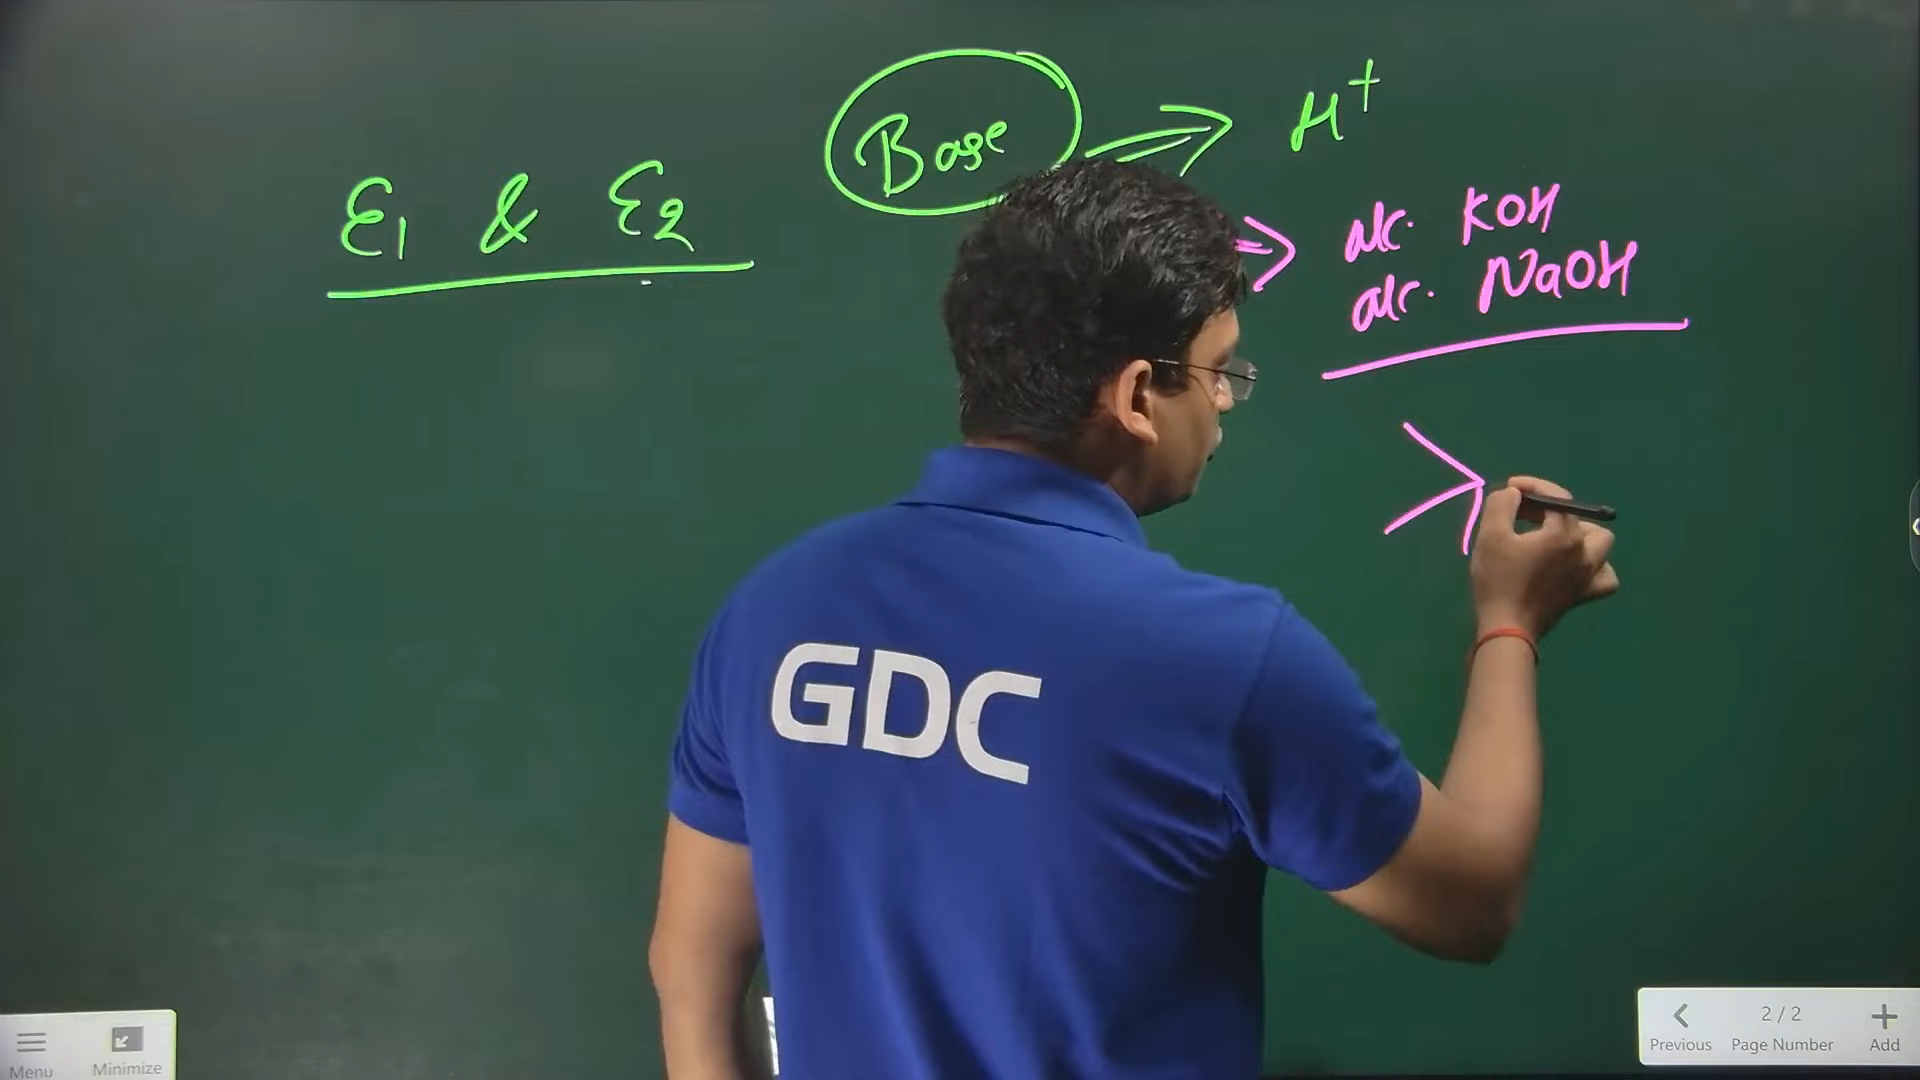 Base ⇒ H⁺
E1 & E2
⇒ alc. KOH
alc. NaOH
GDC
Menu
Minimize
Previous
2 / 2
Page Number
Add